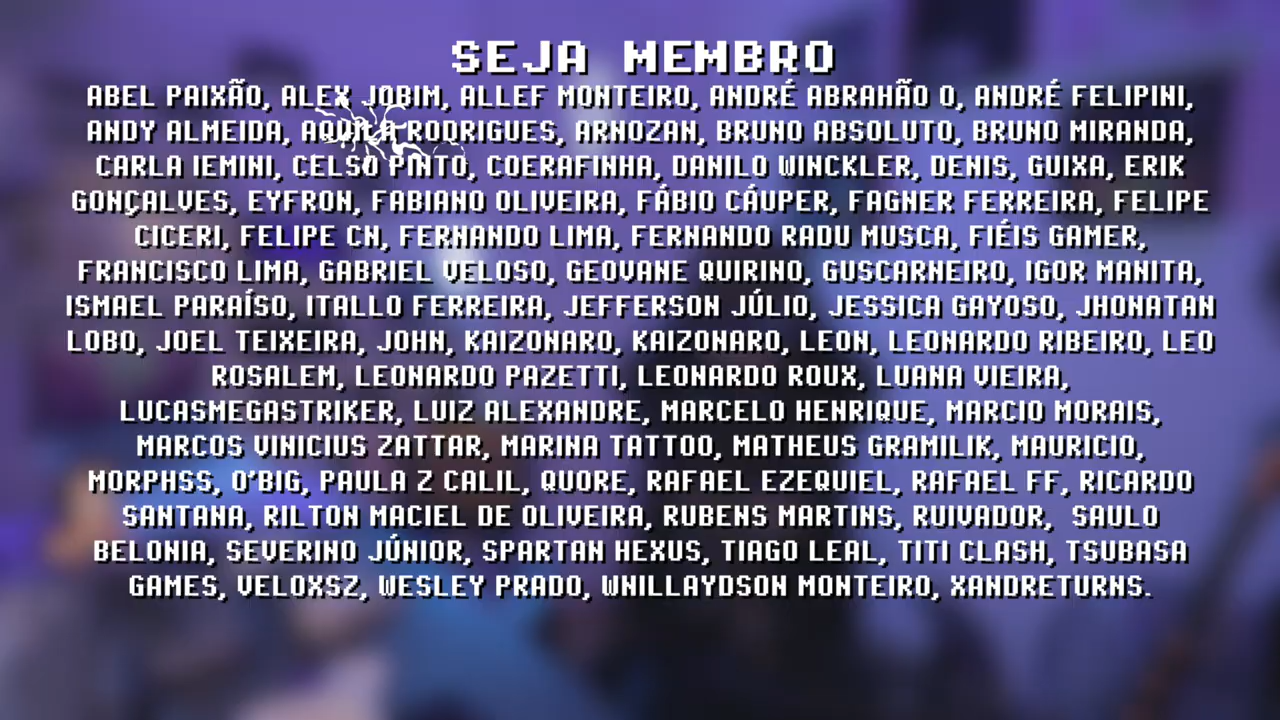 SEJA MEMBRO
ABEL PAIXÃO, ALEX JOBIM, ALLEF MONTEIRO, ANDRÉ ABRAHÃO O, ANDRÉ FELIPINI,
ANDY ALMEIDA, RODRIGUES, ARNOZAN, BRUNO ABSOLUTO, BRUNO MIRANDA,
CARLA IEMINI, CELSO PINTO, COERAFINHA, DANILO WINCKLER, DENIS, GUIXA, ERIK
GONÇALVES, EYFRON, FABIANO OLIVEIRA, FÁBIO CÁUPER, FAGNER FERREIRA, FELIPE
CICERI, FELIPE CN, FERNANDO LIMA, FERNANDO RADU MUSCA, FIÉIS GAMER,
FRANCISCO LIMA, GABRIEL VELOSO, GEOVANE QUIRINO, GUSCARNEIRO, IGOR MANITA,
ISMAEL PARAÍSO, ITALLO FERREIRA, JEFFERSON JÚLIO, JESSICA GAYOSO, JHONATAN
LOBO, JOEL TEIXEIRA, JOHN, KAIZONARO, KAIZONARO, LEON, LEONARDO RIBEIRO, LEO
ROSALEM, LEONARDO PAZETTI, LEONARDO ROUX, LUANA VIEIRA,
LUCASMEGASTRIKER, LUIZ ALEXANDRE, MARCELO HENRIQUE, MARCIO MORAIS,
MARCOS VINICIUS ZATTAR, MARINA TATTOO, MATHEUS GRAMILIK, MAURICIO,
MORPHSS, O'BIG, PAULA Z CALIL, QUORE, RAFAEL EZEQUIEL, RAFAEL FF, RICARDO
SANTANA, RILTON MACIEL DE OLIVEIRA, RUBENS MARTINS, RUIVADOR, SAULO
BELONIA, SEVERINO JÚNIOR, SPARTAN HEXUS, TIAGO LEAL, TITI CLASH, TSUBASA
GAMES, VELOXSZ, WESLEY PRADO, WNILLAYDSON MONTEIRO, XANDRETURNS.